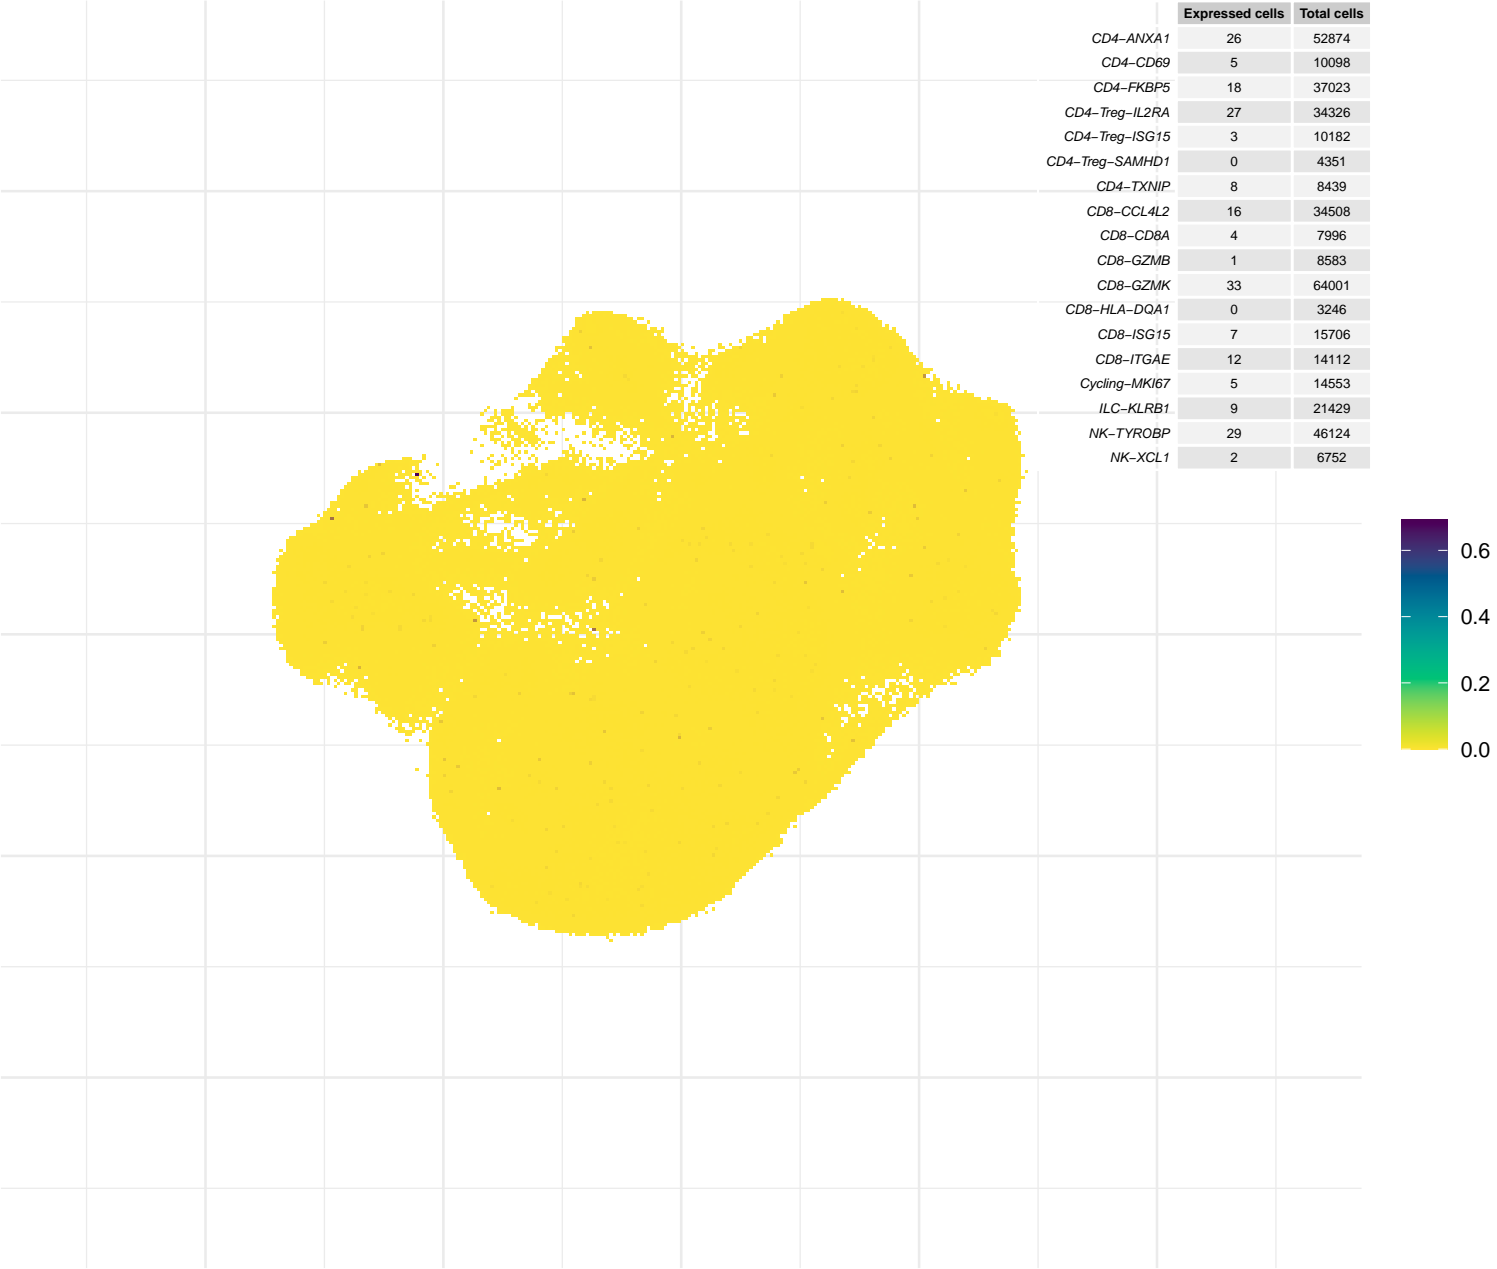 Expressed cells Total cells
CD4−ANXA1 26 52874
CD4−CD69 5 10098
CD4−FKBP5 18 37023
CD4−Treg−IL2RA 27 34326
CD4−Treg−ISG15 3 10182
CD4−Treg−SAMHD1 0 4351
CD4−TXNIP 8 8439
CD8−CCL4L2 16 34508
CD8−CD8A 4 7996
CD8−GZMB 1 8583
CD8−GZMK 33 64001
CD8−HLA−DQA1 0 3246
CD8−ISG15 7 15706
CD8−ITGAE 12 14112
Cycling−MKI67 5 14553
ILC−KLRB1 9 21429
NK−TYROBP 29 46124
NK−XCL1 2 6752
0.6
0.4
0.2
0.0